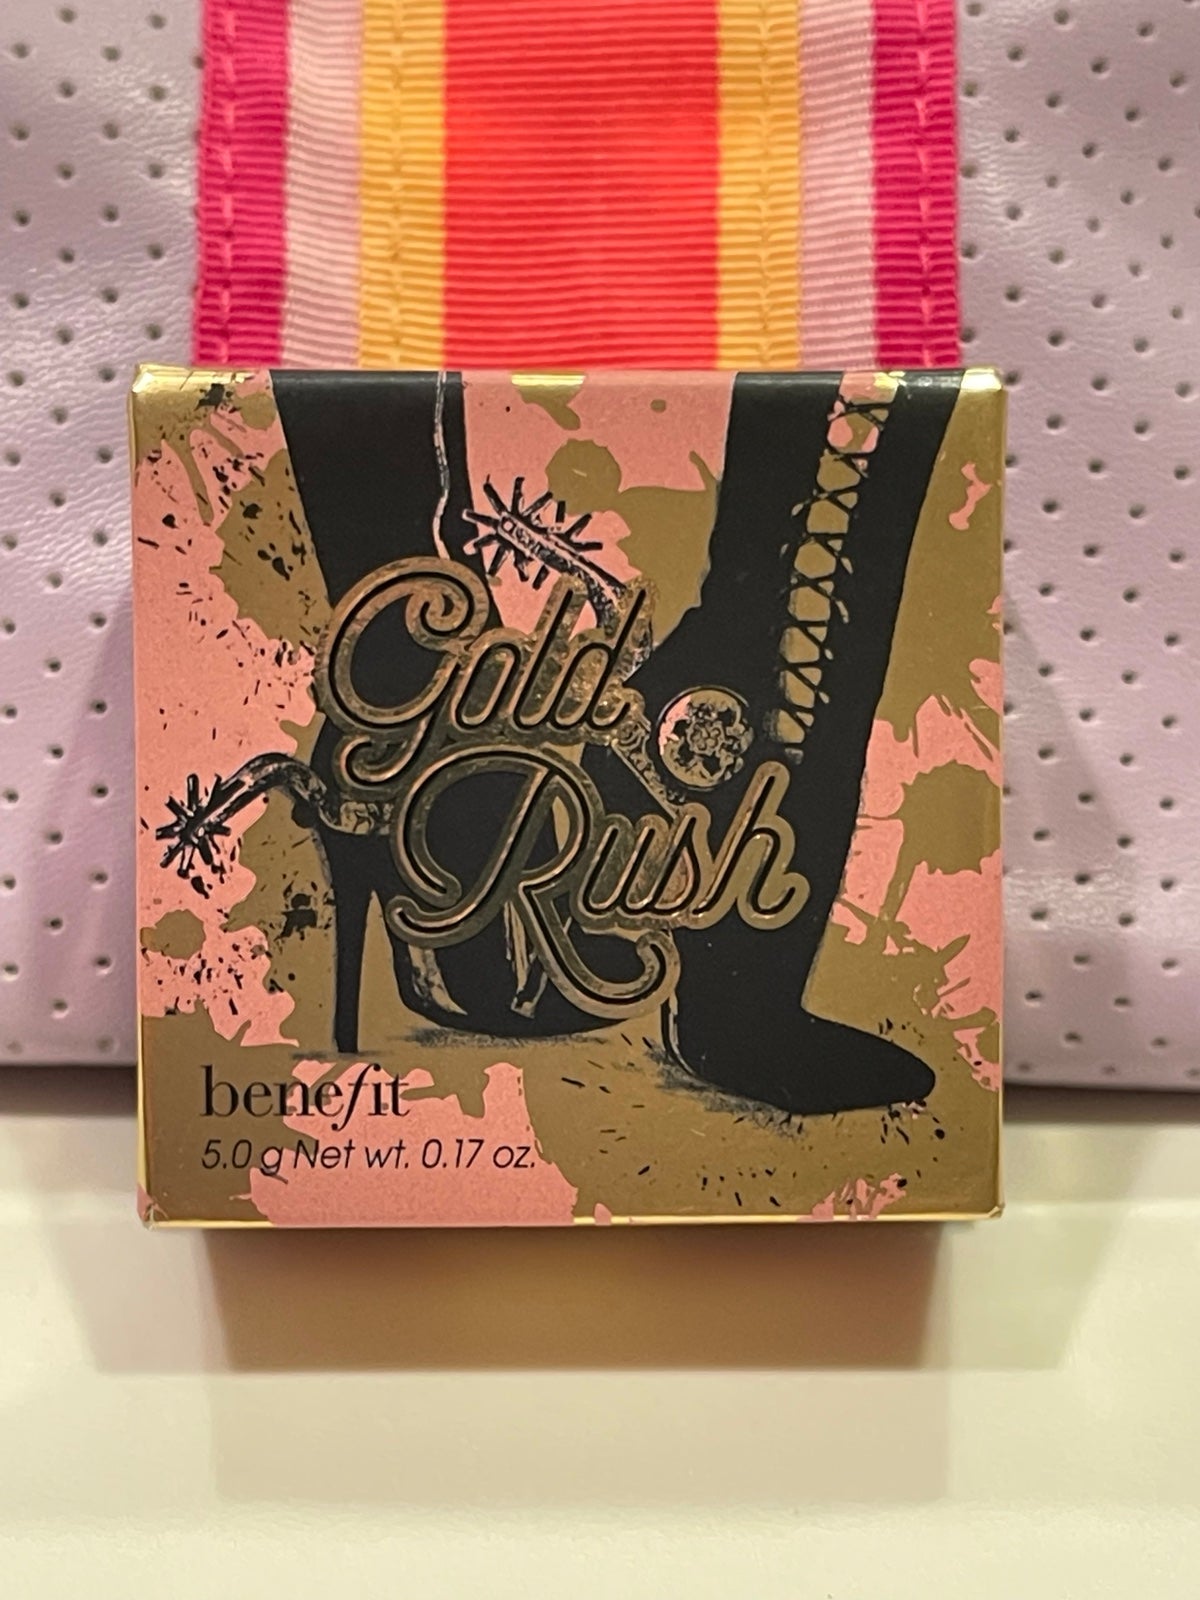 Gold
Rush
benefit
5.0 g Net wt. 0.17 oz.